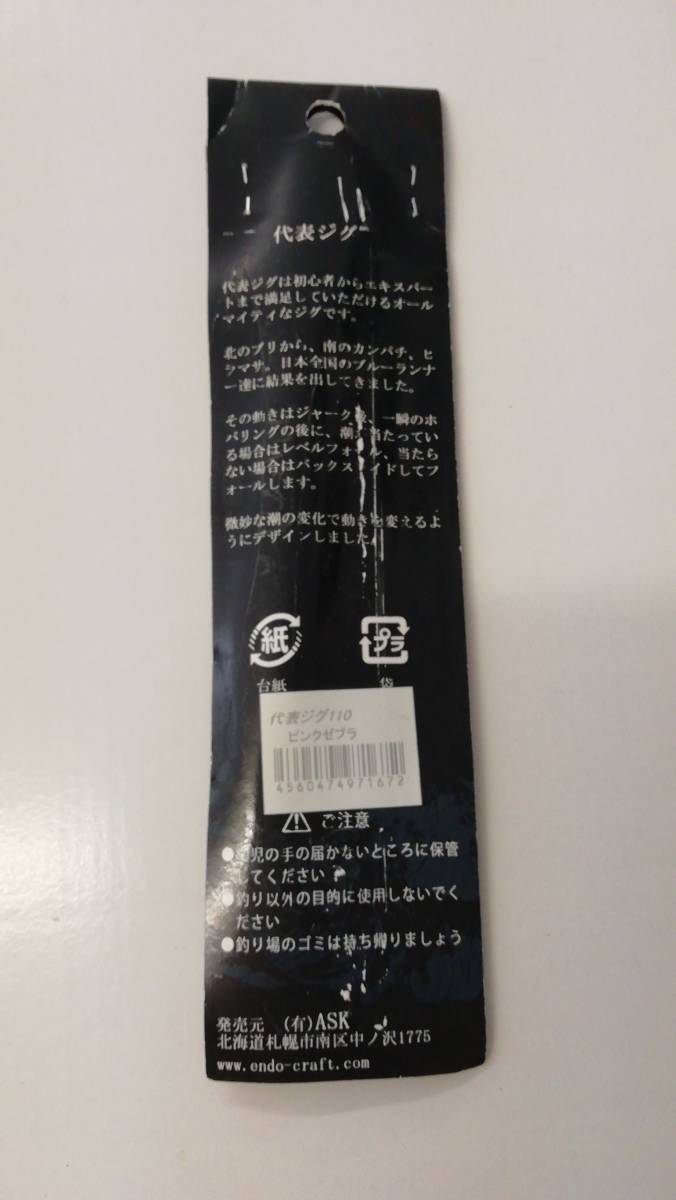 代表ジグ
代表ジグは初心者からエキスパー
トまで満足していただけるオール
マイティなジグです。
北のブリから、南のカンパチ、ヒ
ラマサ。日本全国のブルーランナ
ー達に結果を出してきました。
その動きはジャーク後、一瞬のホ
バリングの後に、潮が当たってい
る場合はレベルフォール、当たら
ない場合はバックスライドしてフ
ォールします。
微妙な潮の変化で動きを変えるよ
うにデザインしました
紙
プラ
台紙
袋
代表ジグ110
ピンクゼブラ
4560474971672
ご注意
●幼児の手の届かないところに保管
してください
●釣り以外の目的に使用しないでく
ださい
●釣り場のゴミは持ち帰りましょう
発売元 (有)ASK
北海道札幌市南区中ノ沢1775
www.endo-craft.com